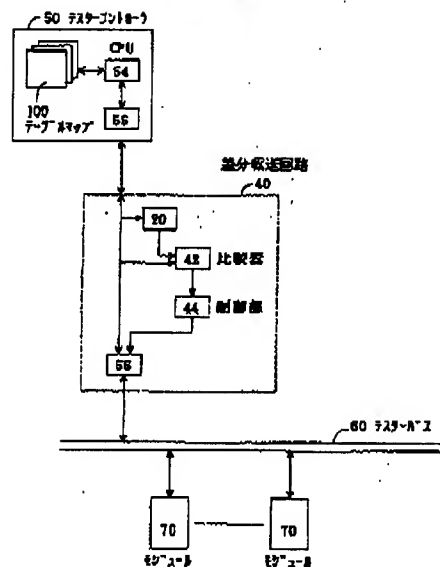 50 テスターコントローラ
CPU
54
100
テーブルマップ
56
差分転送回路
40
20
42 比較器
44 制御部
56
60 テスターバス
70
70
モジュール
モジュール